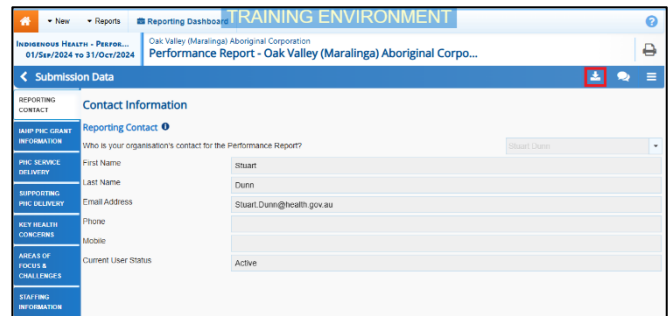 New Reports Reporting Dashboard TRAINING ENVIRONMENT
INDIGENOUS HEALTH - PERFOR...
01/SEP/2024 TO 31/OCT/2024
Oak Valley (Maralinga) Aboriginal Corporation
Performance Report - Oak Valley (Maralinga) Aboriginal Corpo...
Submission Data
REPORTING
CONTACT
IAHP PHC GRANT
INFORMATION
PHC SERVICE
DELIVERY
SUPPORTING
PHC DELIVERY
KEY HEALTH
CONCERNS
AREAS OF
FOCUS &
CHALLENGES
STAFFING
INFORMATION
Contact Information
Reporting Contact
Who is your organisation's contact for the Performance Report? Stuart Dunn
First Name Stuart
Last Name Dunn
Email Address Stuart.Dunn@health.gov.au
Phone
Mobile
Current User Status Active